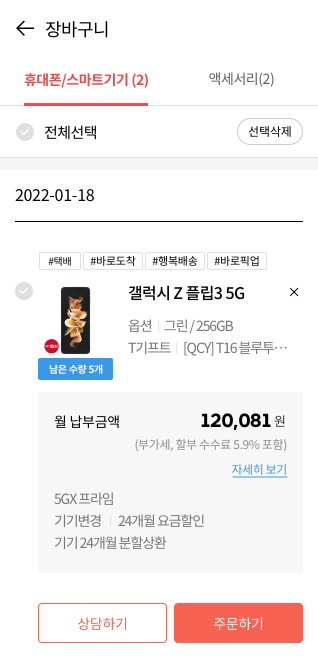 장바구니
휴대폰/스마트기기 (2)
액세서리(2)
전체선택
선택삭제
2022-01-18
#택배 #바로도착 #행복배송 #바로픽업
갤럭시 Z 플립3 5G
옵션 그린 / 256GB
T기프트 [QCY] T16 블루투…
남은 수량 5개
월 납부금액 120,081 원
(부가세, 할부 수수료 5.9% 포함)
자세히 보기
5GX 프라임
기기변경 24개월 요금할인
기기 24개월 분할상환
상담하기
주문하기